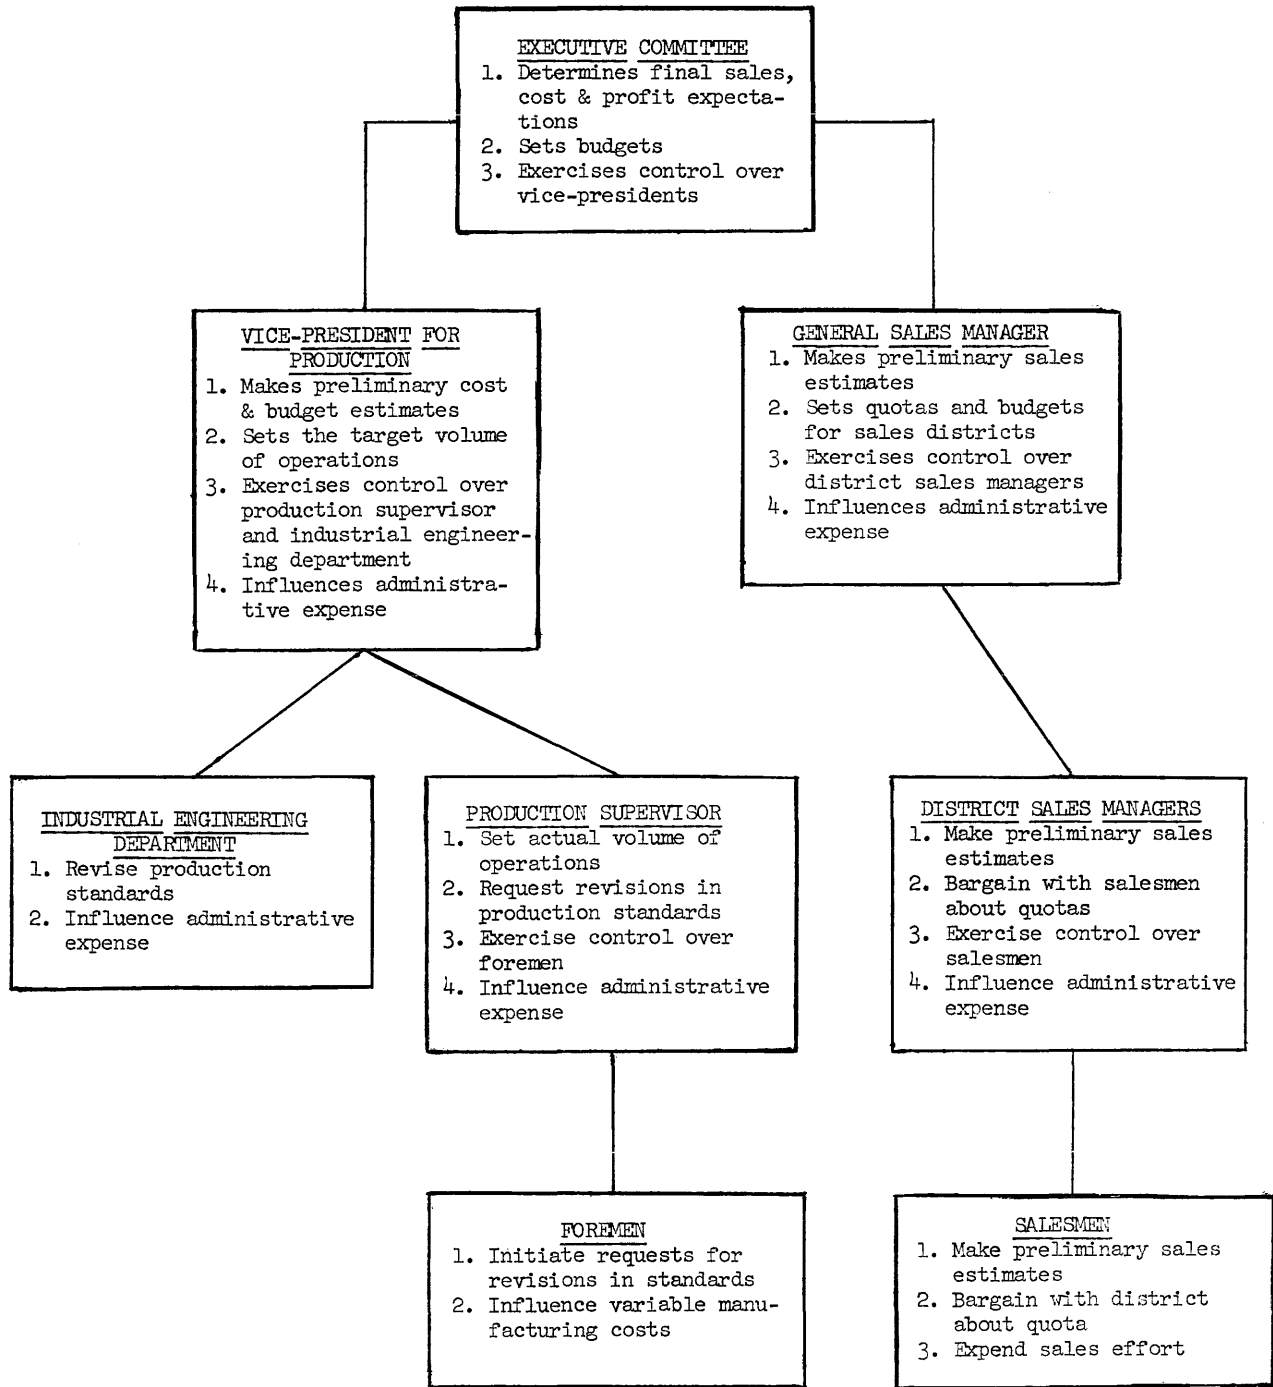 EXECUTIVE COMMITTEE
1. Determines final sales,
cost & profit expecta-
tions
2. Sets budgets
3. Exercises control over
vice-presidents
VICE-PRESIDENT FOR
PRODUCTION
1. Makes preliminary cost
& budget estimates
2. Sets the target volume
of operations
3. Exercises control over
production supervisor
and industrial engineer-
ing department
4. Influences administra-
tive expense
GENERAL SALES MANAGER
1. Makes preliminary sales
estimates
2. Sets quotas and budgets
for sales districts
3. Exercises control over
district sales managers
4. Influences administrative
expense
INDUSTRIAL ENGINEERING
DEPARTMENT
1. Revise production
standards
2. Influence administrative
expense
PRODUCTION SUPERVISOR
1. Set actual volume of
operations
2. Request revisions in
production standards
3. Exercise control over
foremen
4. Influence administrative
expense
DISTRICT SALES MANAGERS
1. Make preliminary sales
estimates
2. Bargain with salesmen
about quotas
3. Exercise control over
salesmen
4. Influence administrative
expense
FOREMEN
1. Initiate requests for
revisions in standards
2. Influence variable manu-
facturing costs
SALESMEN
1. Make preliminary sales
estimates
2. Bargain with district
about quota
3. Expend sales effort